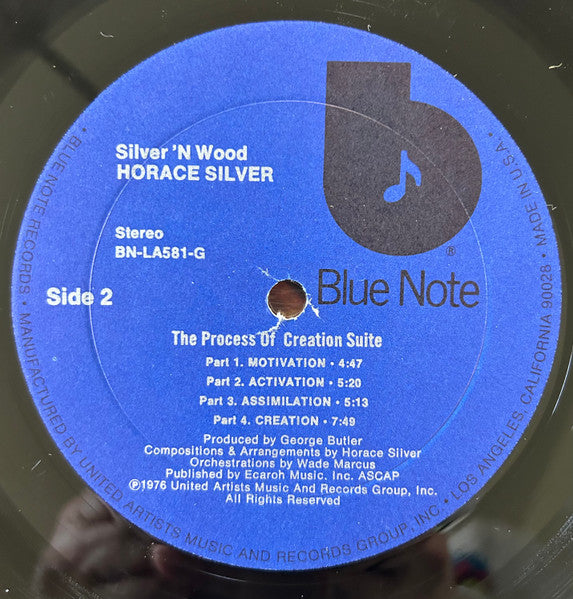 Silver 'N Wood
HORACE SILVER
Stereo
BN-LA581-G
®
Blue Note
Side 2
The Process Of Creation Suite
Part 1. MOTIVATION • 4:47
Part 2. ACTIVATION • 5:20
Part 3. ASSIMILATION • 5:13
Part 4. CREATION • 7:49
Produced by George Butler
Compositions & Arrangements by Horace Silver
Orchestrations by Wade Marcus
Published by Ecaroh Music, Inc. ASCAP
℗1976 United Artists Music And Records Group, Inc.
All Rights Reserved
• BLUE NOTE RECORDS • MANUFACTURED BY UNITED ARTISTS MUSIC AND RECORDS GROUP, INC • LOS ANGELES, CALIFORNIA 90028 • MADE IN U.S.A. •